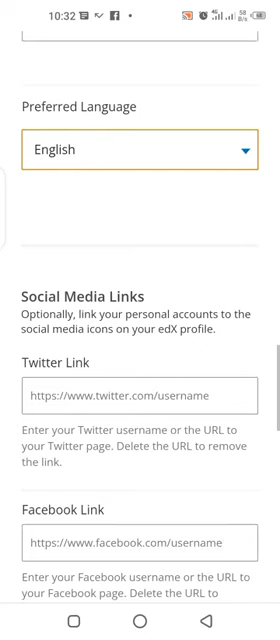 10:32
4G 58 B/s 48
Preferred Language
English
Social Media Links
Optionally, link your personal accounts to the
social media icons on your edX profile.
Twitter Link
https://www.twitter.com/username
Enter your Twitter username or the URL to
your Twitter page. Delete the URL to remove
the link.
Facebook Link
https://www.facebook.com/username
Enter your Facebook username or the URL to
your Facebook page. Delete the URL to